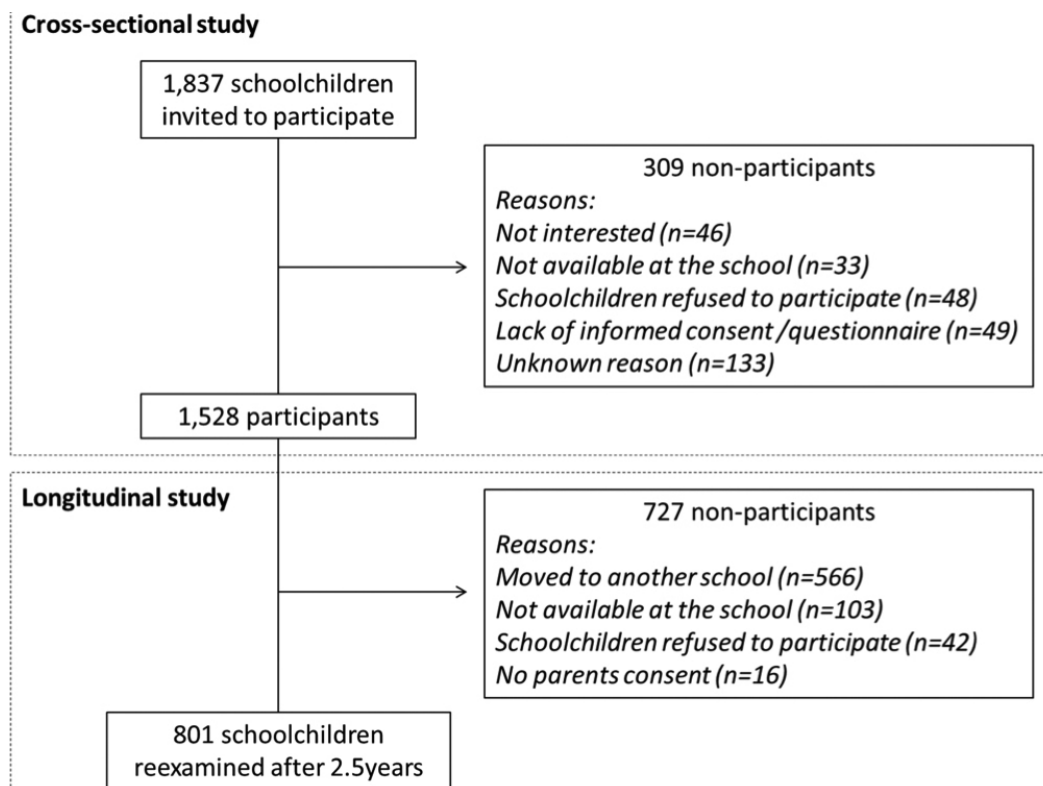 Cross-sectional study
1,837 schoolchildren
invited to participate
309 non-participants
Reasons:
Not interested (n=46)
Not available at the school (n=33)
Schoolchildren refused to participate (n=48)
Lack of informed consent /questionnaire (n=49)
Unknown reason (n=133)
1,528 participants
Longitudinal study
727 non-participants
Reasons:
Moved to another school (n=566)
Not available at the school (n=103)
Schoolchildren refused to participate (n=42)
No parents consent (n=16)
801 schoolchildren
reexamined after 2.5years